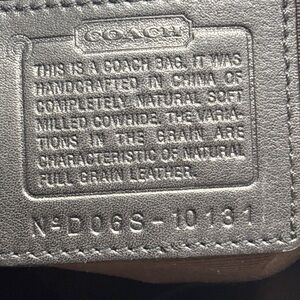 COACH
THIS IS A COACH BAG. IT WAS
HANDCRAFTED IN CHINA OF
COMPLETELY NATURAL SOFT
MILLED COWHIDE. THE VARIA-
TIONS IN THE GRAIN ARE
CHARACTERISTIC OF NATURAL
FULL GRAIN LEATHER.
Nº D06S-10131